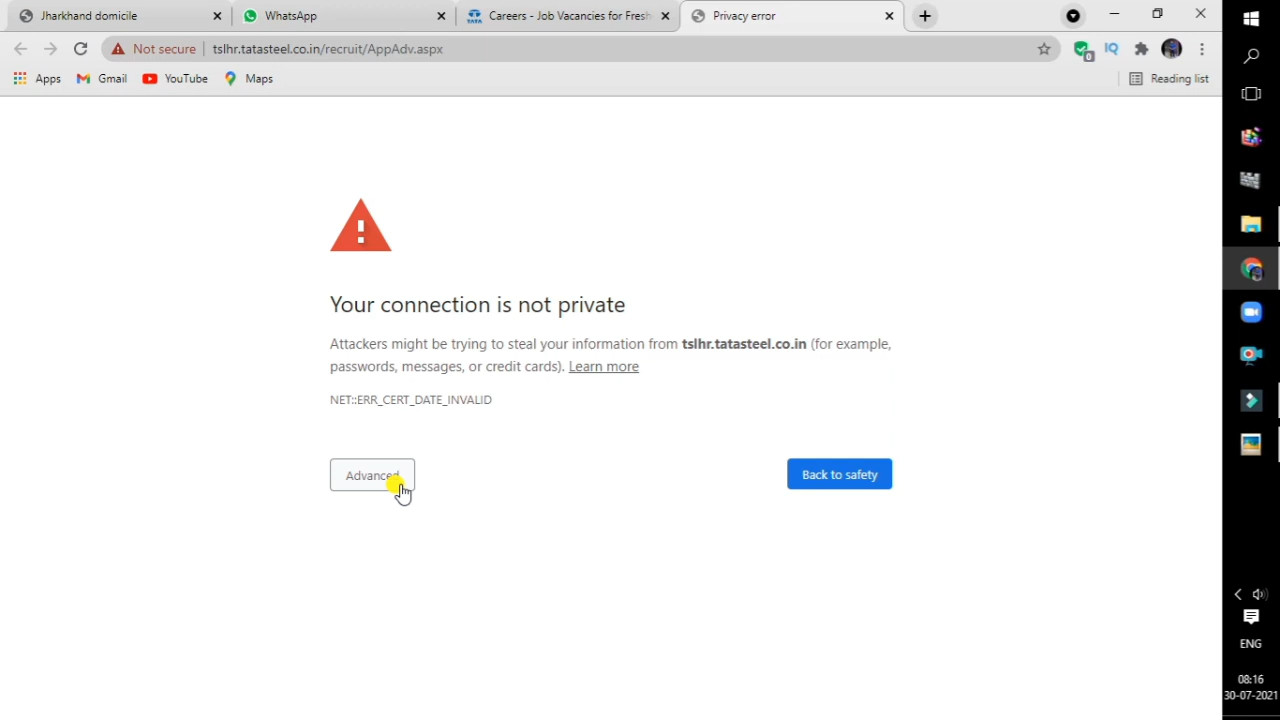 Jharkhand domicile
WhatsApp
Careers - Job Vacancies for Fresh
Privacy error
Not secure
tslhr.tatasteel.co.in/recruit/AppAdv.aspx
0
IQ
Apps
Gmail
YouTube
Maps
Reading list
Your connection is not private
Attackers might be trying to steal your information from tslhr.tatasteel.co.in (for example,
passwords, messages, or credit cards). Learn more
NET::ERR_CERT_DATE_INVALID
Advanced
Back to safety
ENG
08:16
30-07-2021